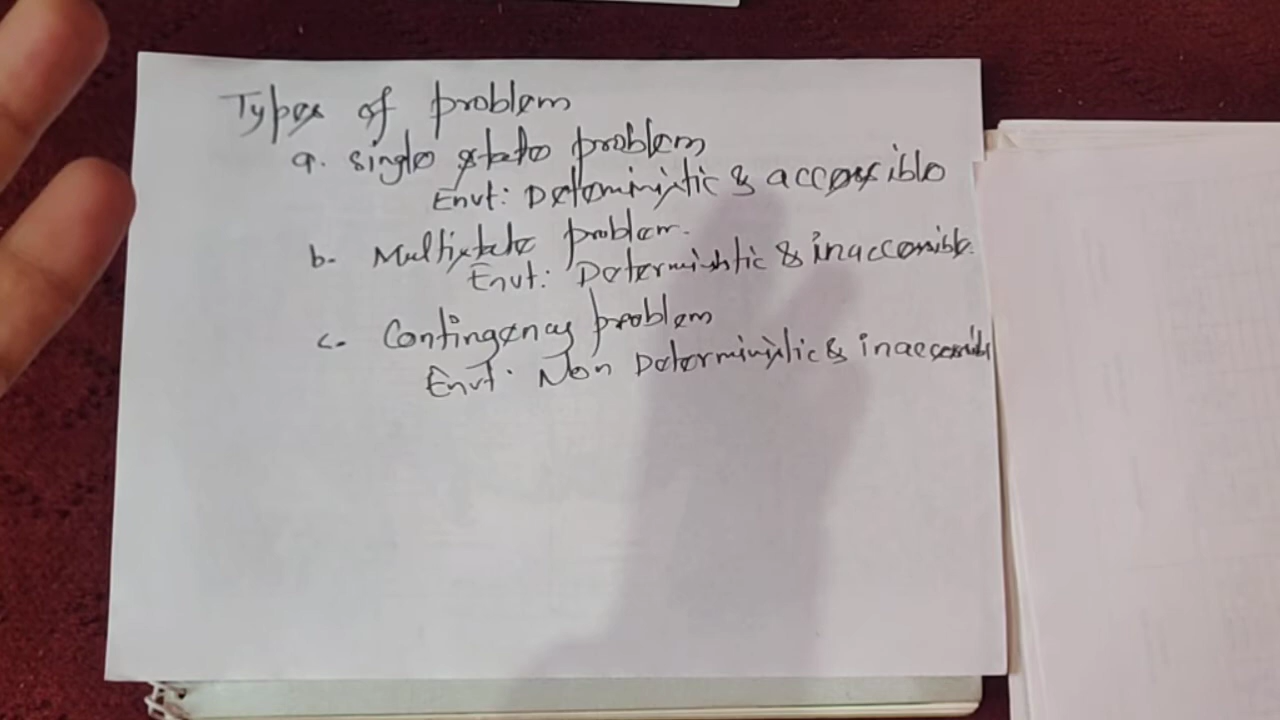 Types of problem
a. single state problem
Envt: Deterministic & accessible
b. Multistate problem.
Envt: Deterministic & inaccessible.
c. Contingency problem
Envt. Non Deterministic & inaccessible